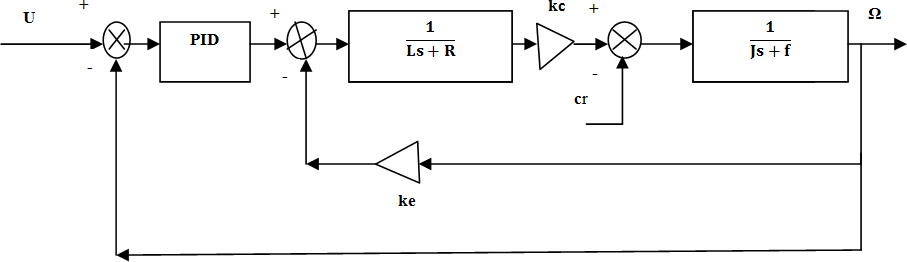 U
+
-
PID
+
-
1
Ls + R
kc
+
-
cr
1
Js + f
Ω
ke